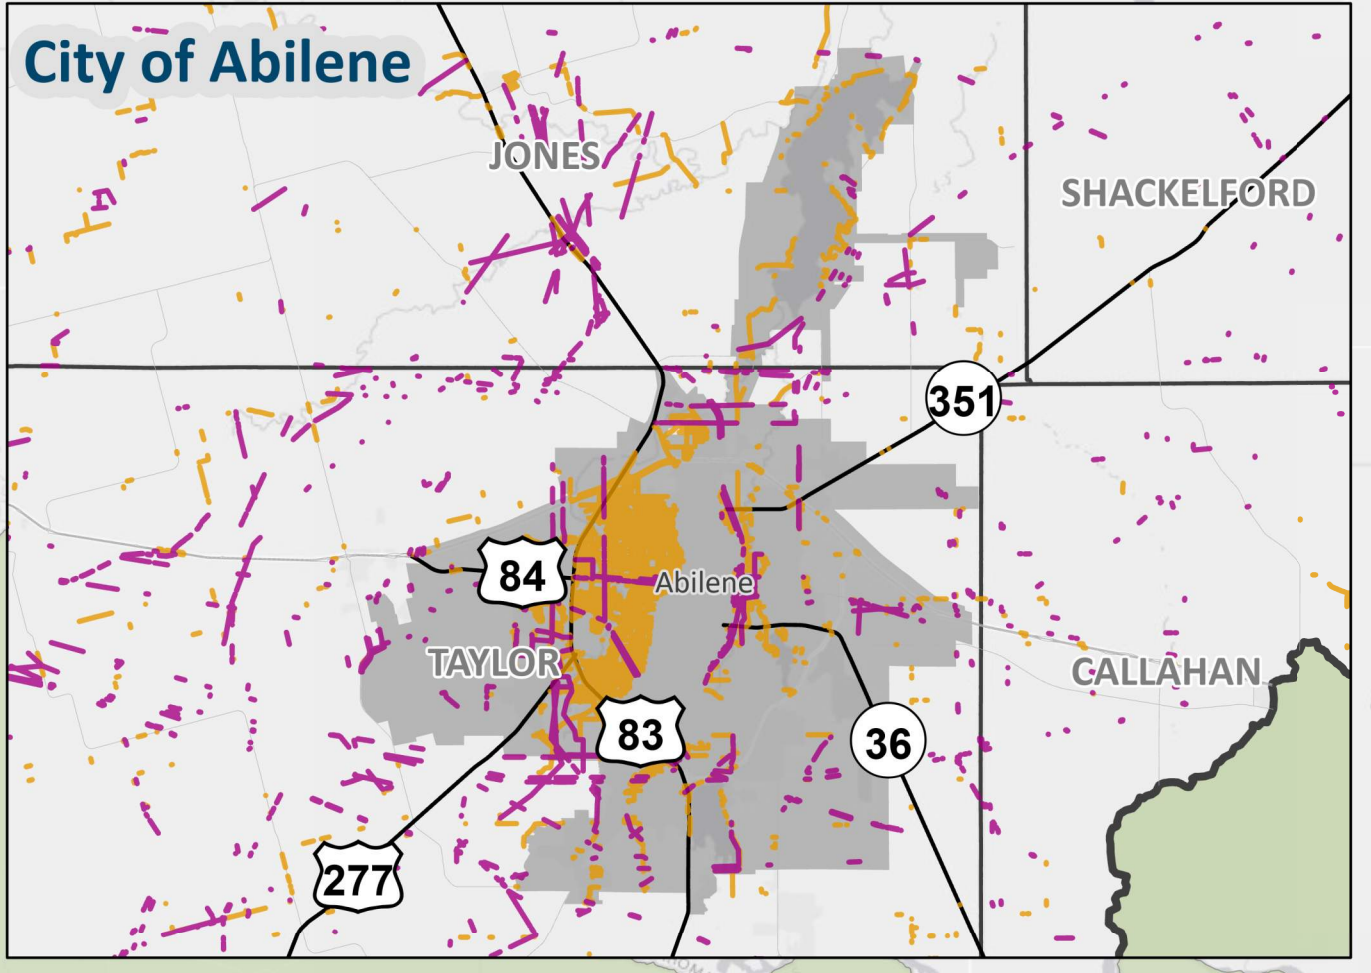 City of Abilene
JONES
SHACKELFORD
351
84
Abilene
TAYLOR
CALLAHAN
83
36
277